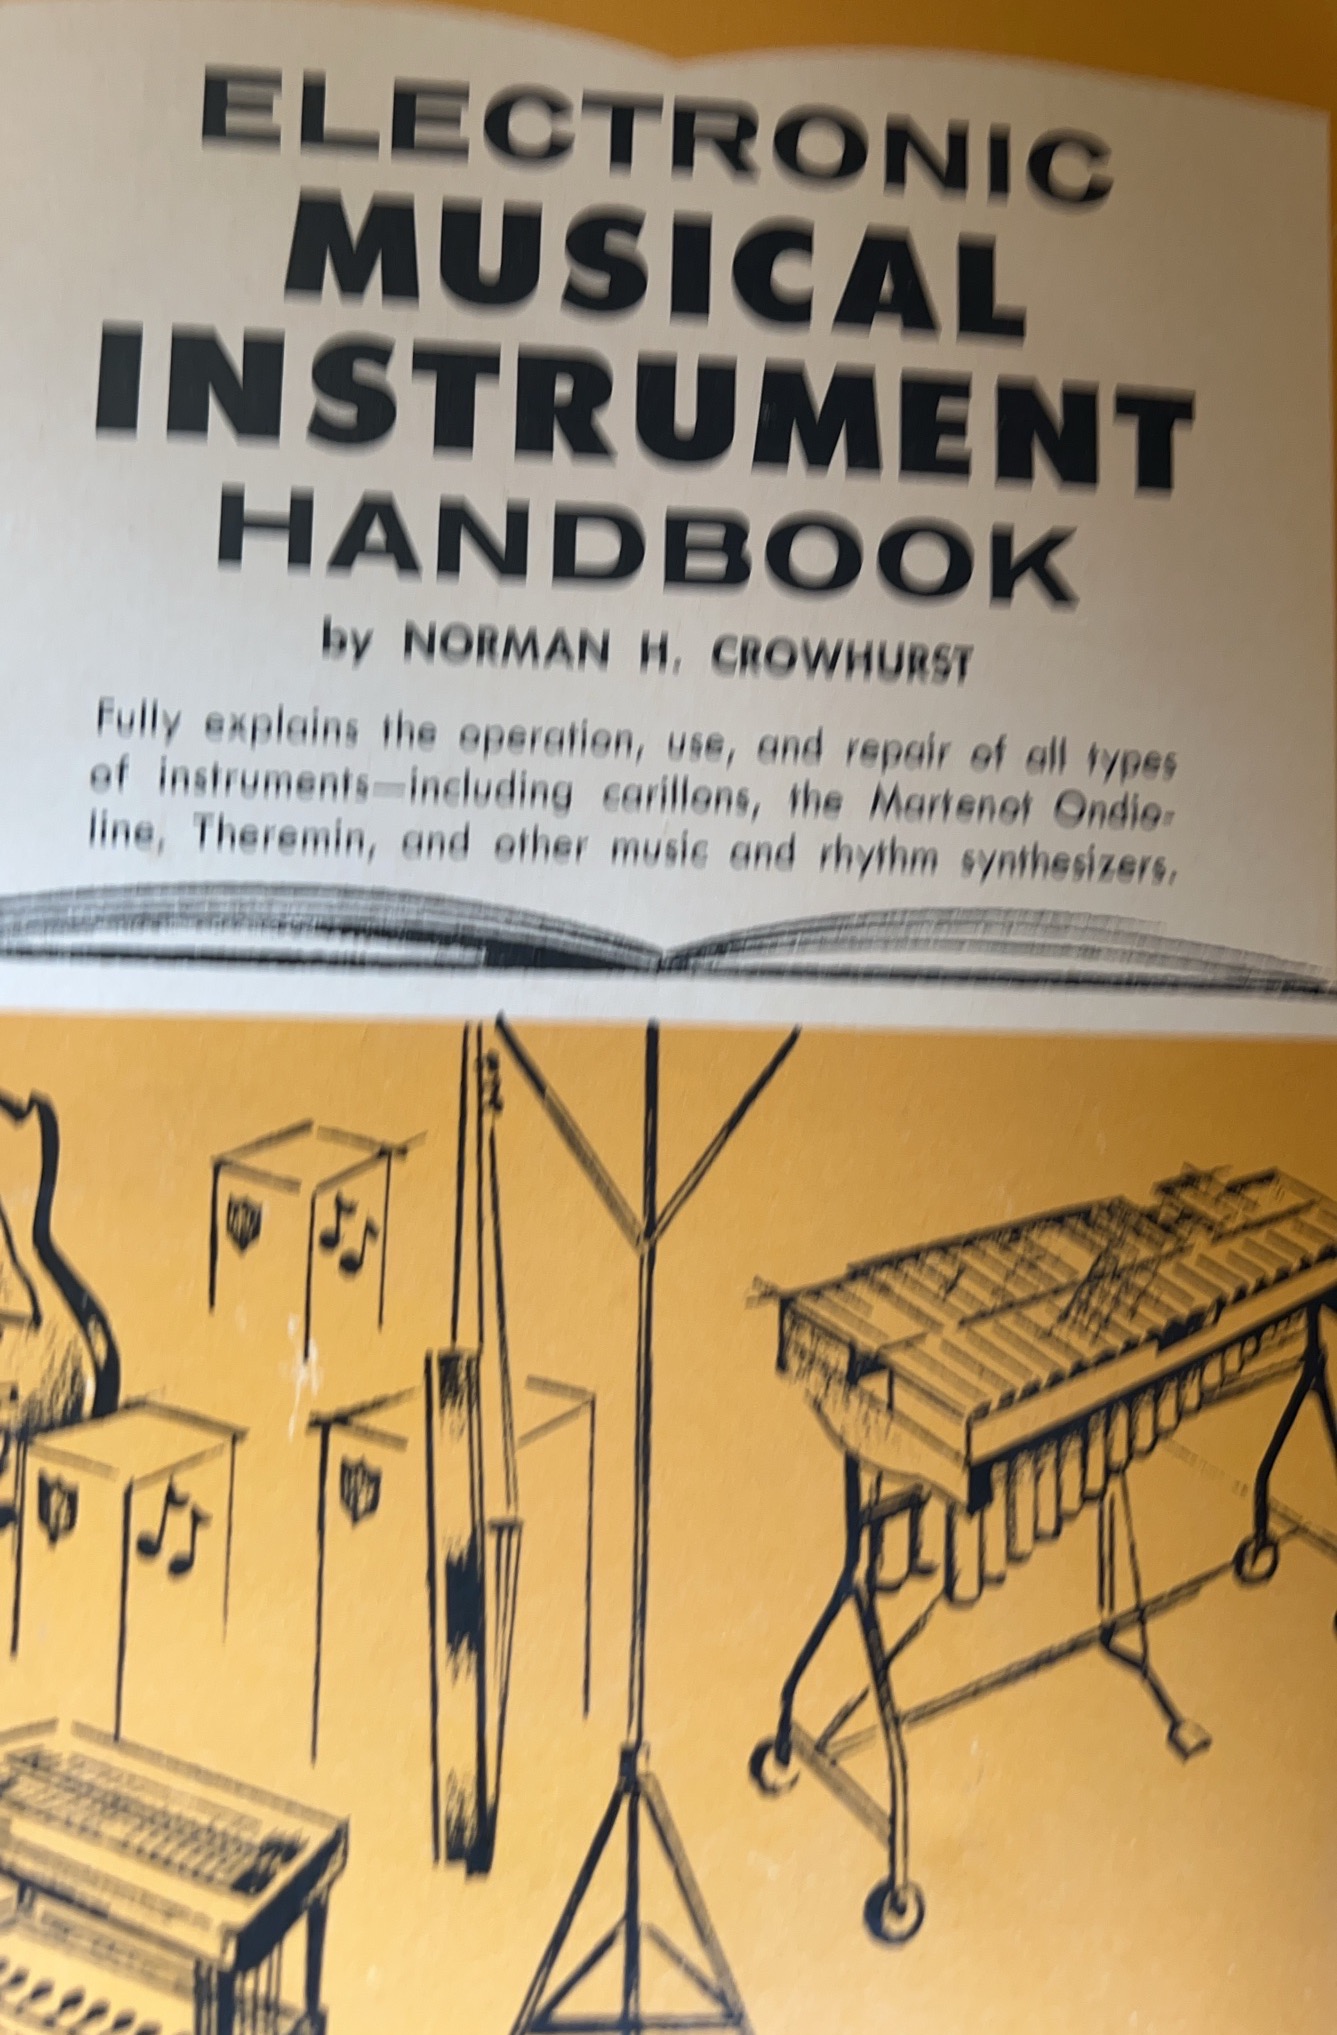 ELECTRONIC
MUSICAL
INSTRUMENT
HANDBOOK
by NORMAN H. CROWHURST
Fully explains the operation, use, and repair of all types
of instruments—including carillons, the Martenot Ondio-
line, Theremin, and other music and rhythm synthesizers.